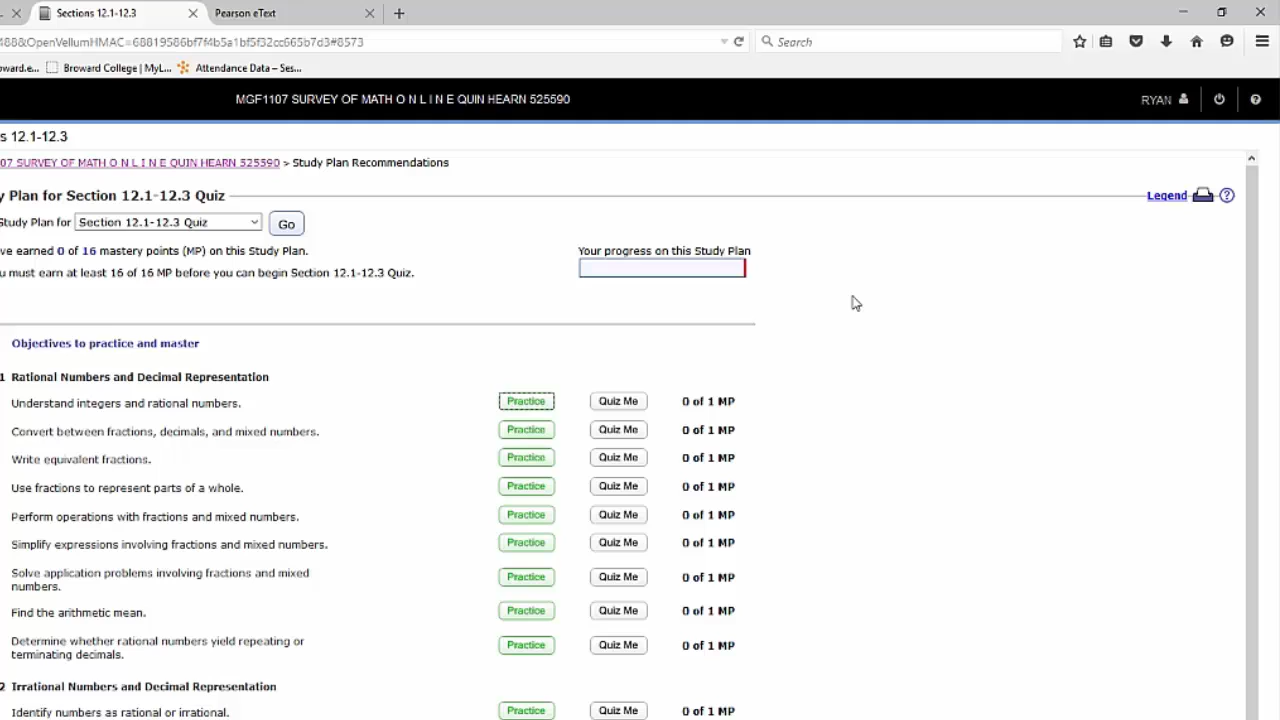 Sections 12.1-12.3
Pearson eText
488&OpenVellumHMAC=68819586bf7f4b5a1bf5f32cc665b7d3#8573
Search
oward.e... Broward College | MyL... Attendance Data – Ses...
MGF1107 SURVEY OF MATH O N L I N E QUIN HEARN 525590
RYAN
s 12.1-12.3
07 SURVEY OF MATH O N L I N E QUIN HEARN 525590 > Study Plan Recommendations
y Plan for Section 12.1-12.3 Quiz
Legend
Study Plan for Section 12.1-12.3 Quiz Go
ve earned 0 of 16 mastery points (MP) on this Study Plan.
Your progress on this Study Plan
u must earn at least 16 of 16 MP before you can begin Section 12.1-12.3 Quiz.
Objectives to practice and master
1 Rational Numbers and Decimal Representation
Understand integers and rational numbers. Practice Quiz Me 0 of 1 MP
Convert between fractions, decimals, and mixed numbers. Practice Quiz Me 0 of 1 MP
Write equivalent fractions. Practice Quiz Me 0 of 1 MP
Use fractions to represent parts of a whole. Practice Quiz Me 0 of 1 MP
Perform operations with fractions and mixed numbers. Practice Quiz Me 0 of 1 MP
Simplify expressions involving fractions and mixed numbers. Practice Quiz Me 0 of 1 MP
Solve application problems involving fractions and mixed
numbers. Practice Quiz Me 0 of 1 MP
Find the arithmetic mean. Practice Quiz Me 0 of 1 MP
Determine whether rational numbers yield repeating or
terminating decimals. Practice Quiz Me 0 of 1 MP
2 Irrational Numbers and Decimal Representation
Identify numbers as rational or irrational. Practice Quiz Me 0 of 1 MP